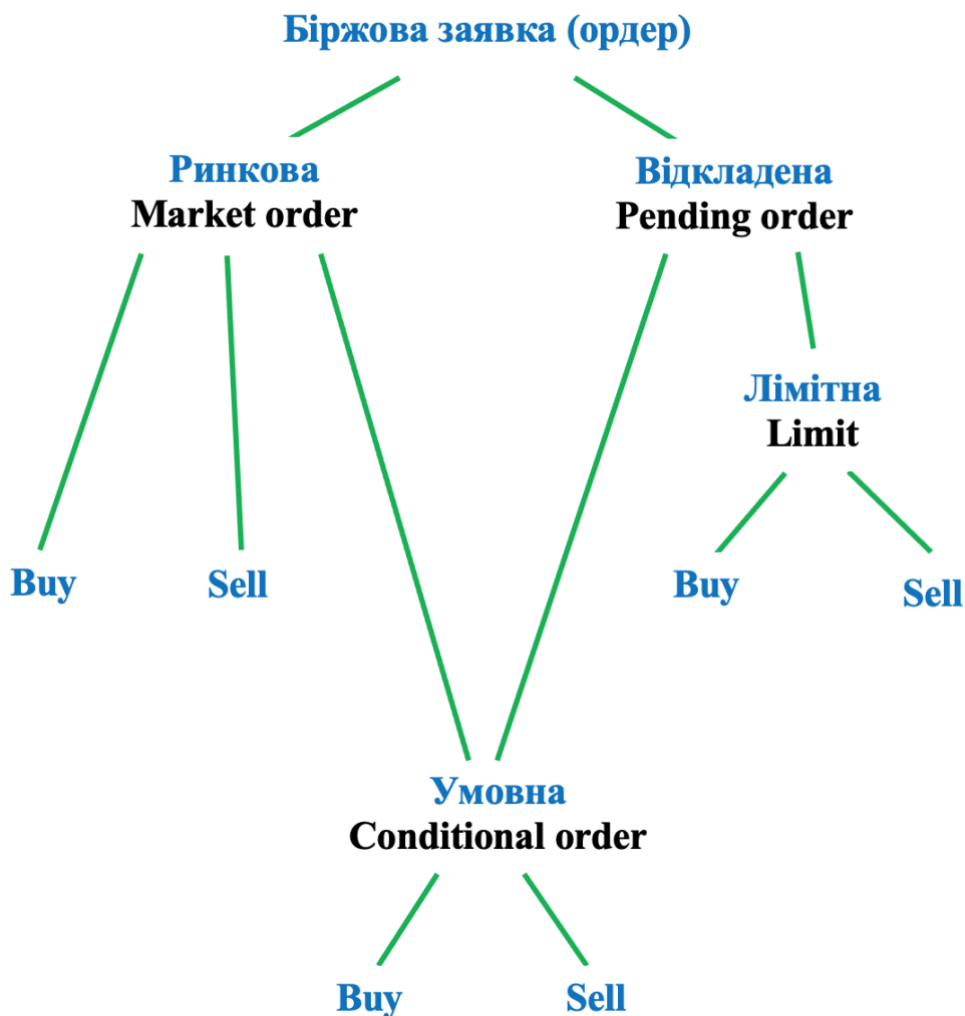 Біржова заявка (ордер)
Ринкова
Market order
Відкладена
Pending order
Лімітна
Limit
Buy
Sell
Buy
Sell
Умовна
Conditional order
Buy
Sell